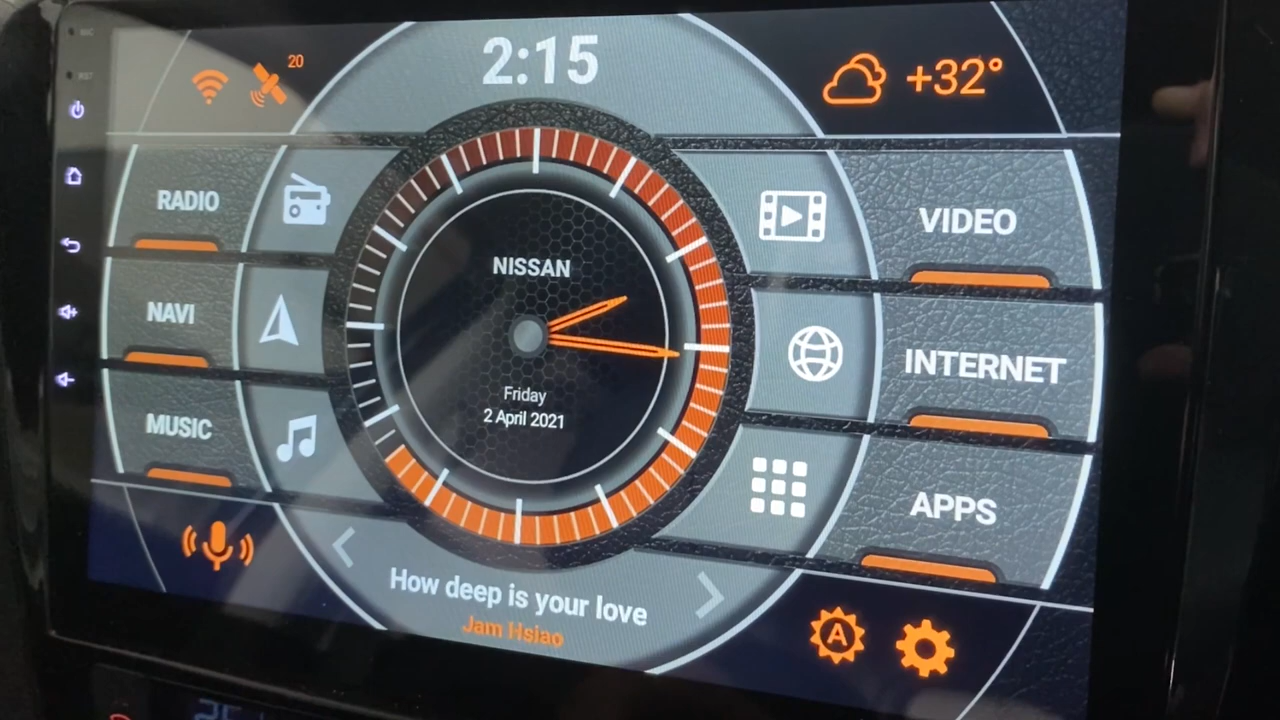 20
2:15
+32°
RADIO
VIDEO
NISSAN
NAVI
INTERNET
Friday
2 April 2021
MUSIC
APPS
How deep is your love
Jam Hsiao
A